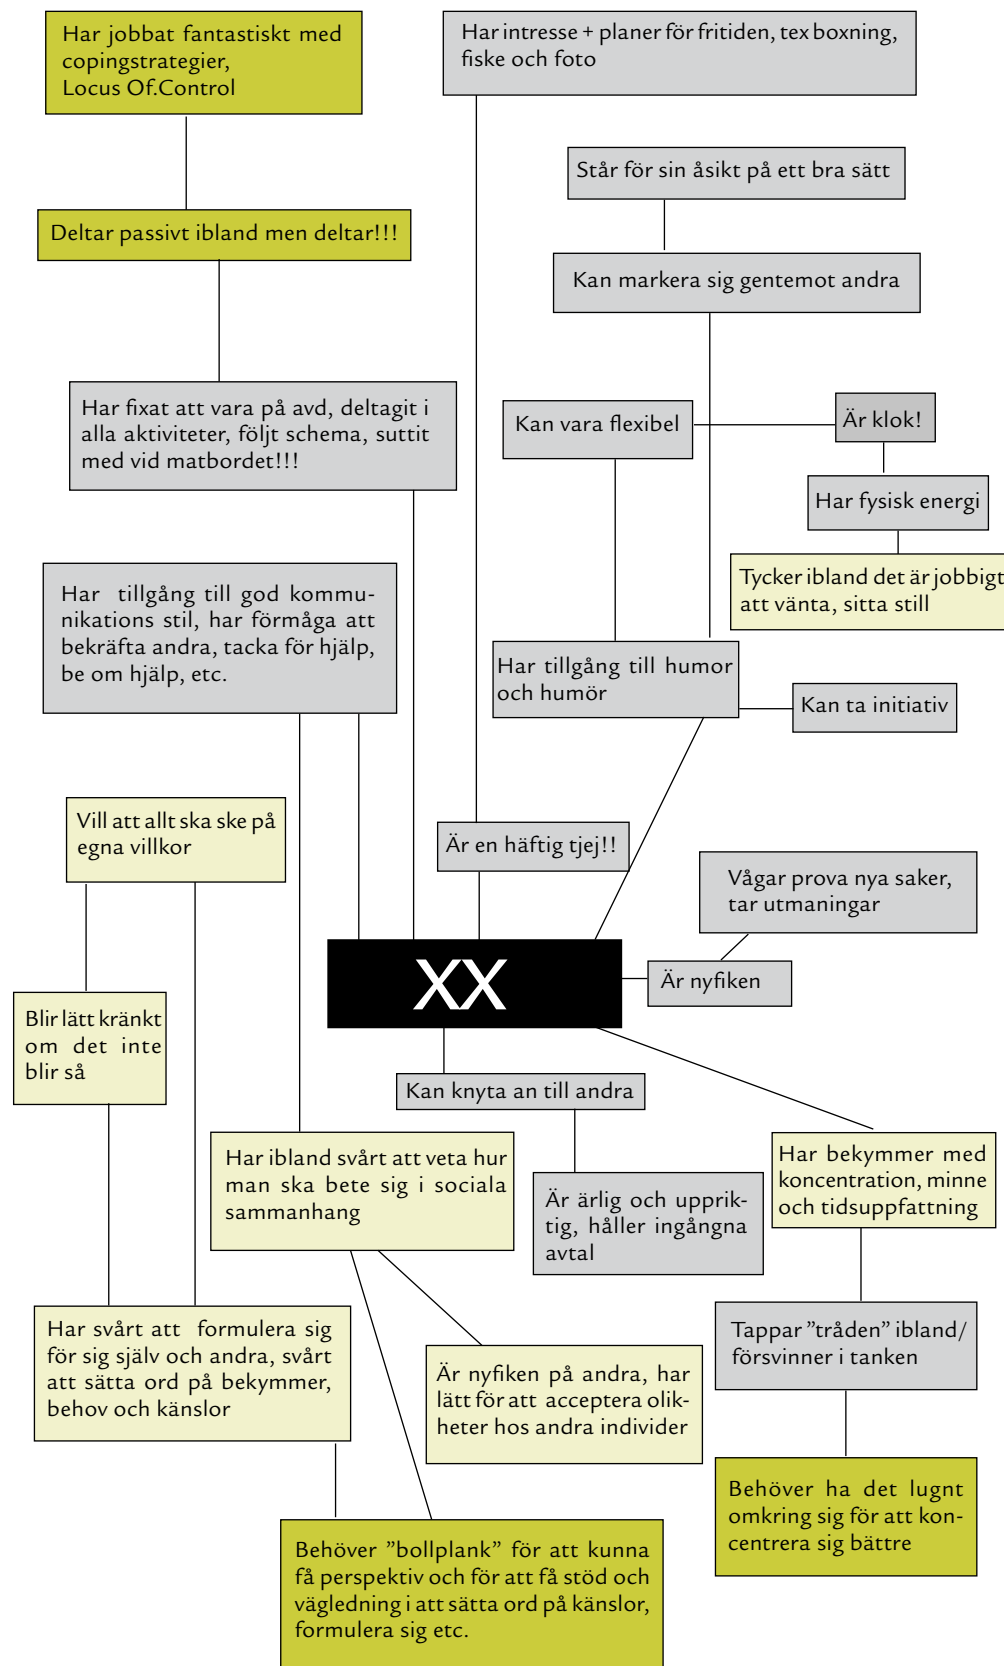 Har jobbat fantastiskt med
copingstrategier,
Locus Of.Control
Har intresse + planer för fritiden, tex boxning,
fiske och foto
Står för sin åsikt på ett bra sätt
Deltar passivt ibland men deltar!!!
Kan markera sig gentemot andra
Har fixat att vara på avd, deltagit i
alla aktiviteter, följt schema, suttit
med vid matbordet!!!
Kan vara flexibel
Är klok!
Har fysisk energi
Tycker ibland det är jobbigt
att vänta, sitta still
Har tillgång till god kommu-
nikations stil, har förmåga att
bekräfta andra, tacka för hjälp,
be om hjälp, etc.
Har tillgång till humor
och humör
Kan ta initiativ
Vill att allt ska ske på
egna villkor
Är en häftig tjej!!
Vågar prova nya saker,
tar utmaningar
XX
Är nyfiken
Blir lätt kränkt
om det inte
blir så
Kan knyta an till andra
Har ibland svårt att veta hur
man ska bete sig i sociala
sammanhang
Är ärlig och upprik-
tig, håller ingångna
avtal
Har bekymmer med
koncentration, minne
och tidsuppfattning
Har svårt att formulera sig
för sig själv och andra, svårt
att sätta ord på bekymmer,
behov och känslor
Är nyfiken på andra, har
lätt för att acceptera olik-
heter hos andra individer
Tappar ”tråden” ibland/
försvinner i tanken
Behöver ha det lugnt
omkring sig för att kon-
centrera sig bättre
Behöver ”bollplank” för att kunna
få perspektiv och för att få stöd och
vägledning i att sätta ord på känslor,
formulera sig etc.